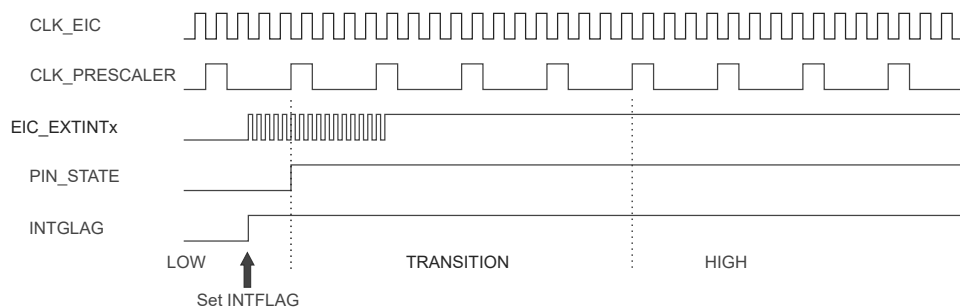 CLK_EIC
CLK_PRESCALER
EIC_EXTINTx
PIN_STATE
INTGLAG
LOW TRANSITION HIGH
Set INTFLAG